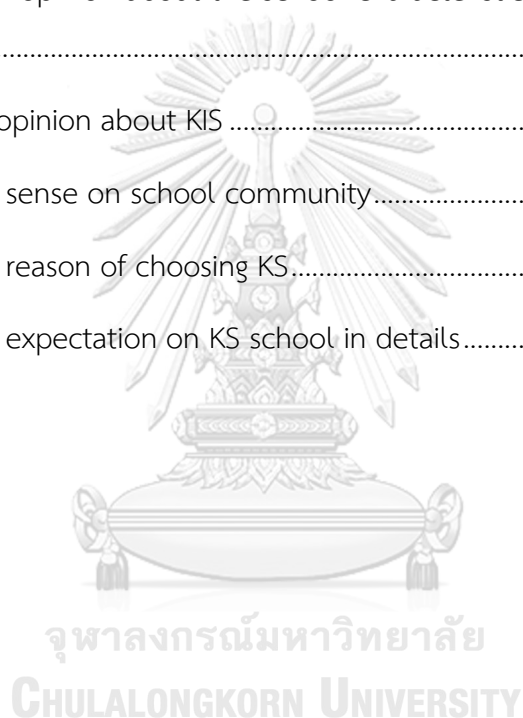 .......................................................................
opinion about KIS ........................................
sense on school community....................
reason of choosing KS................................
expectation on KS school in details.........
จุฬาลงกรณ์มหาวิทยาลัย
CHULALONGKORN UNIVERSITY